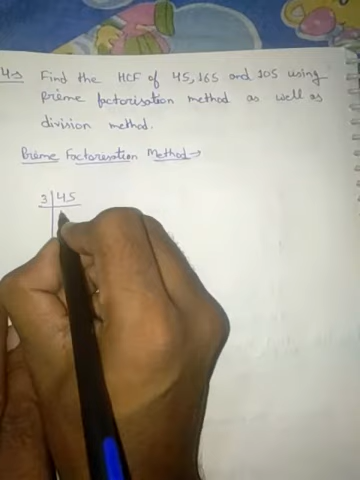 4.) Find the HCF of 45, 165 and 105 using
Prime factorisation method as well as
division method.
Prime Factoresation Method →
3 | 45